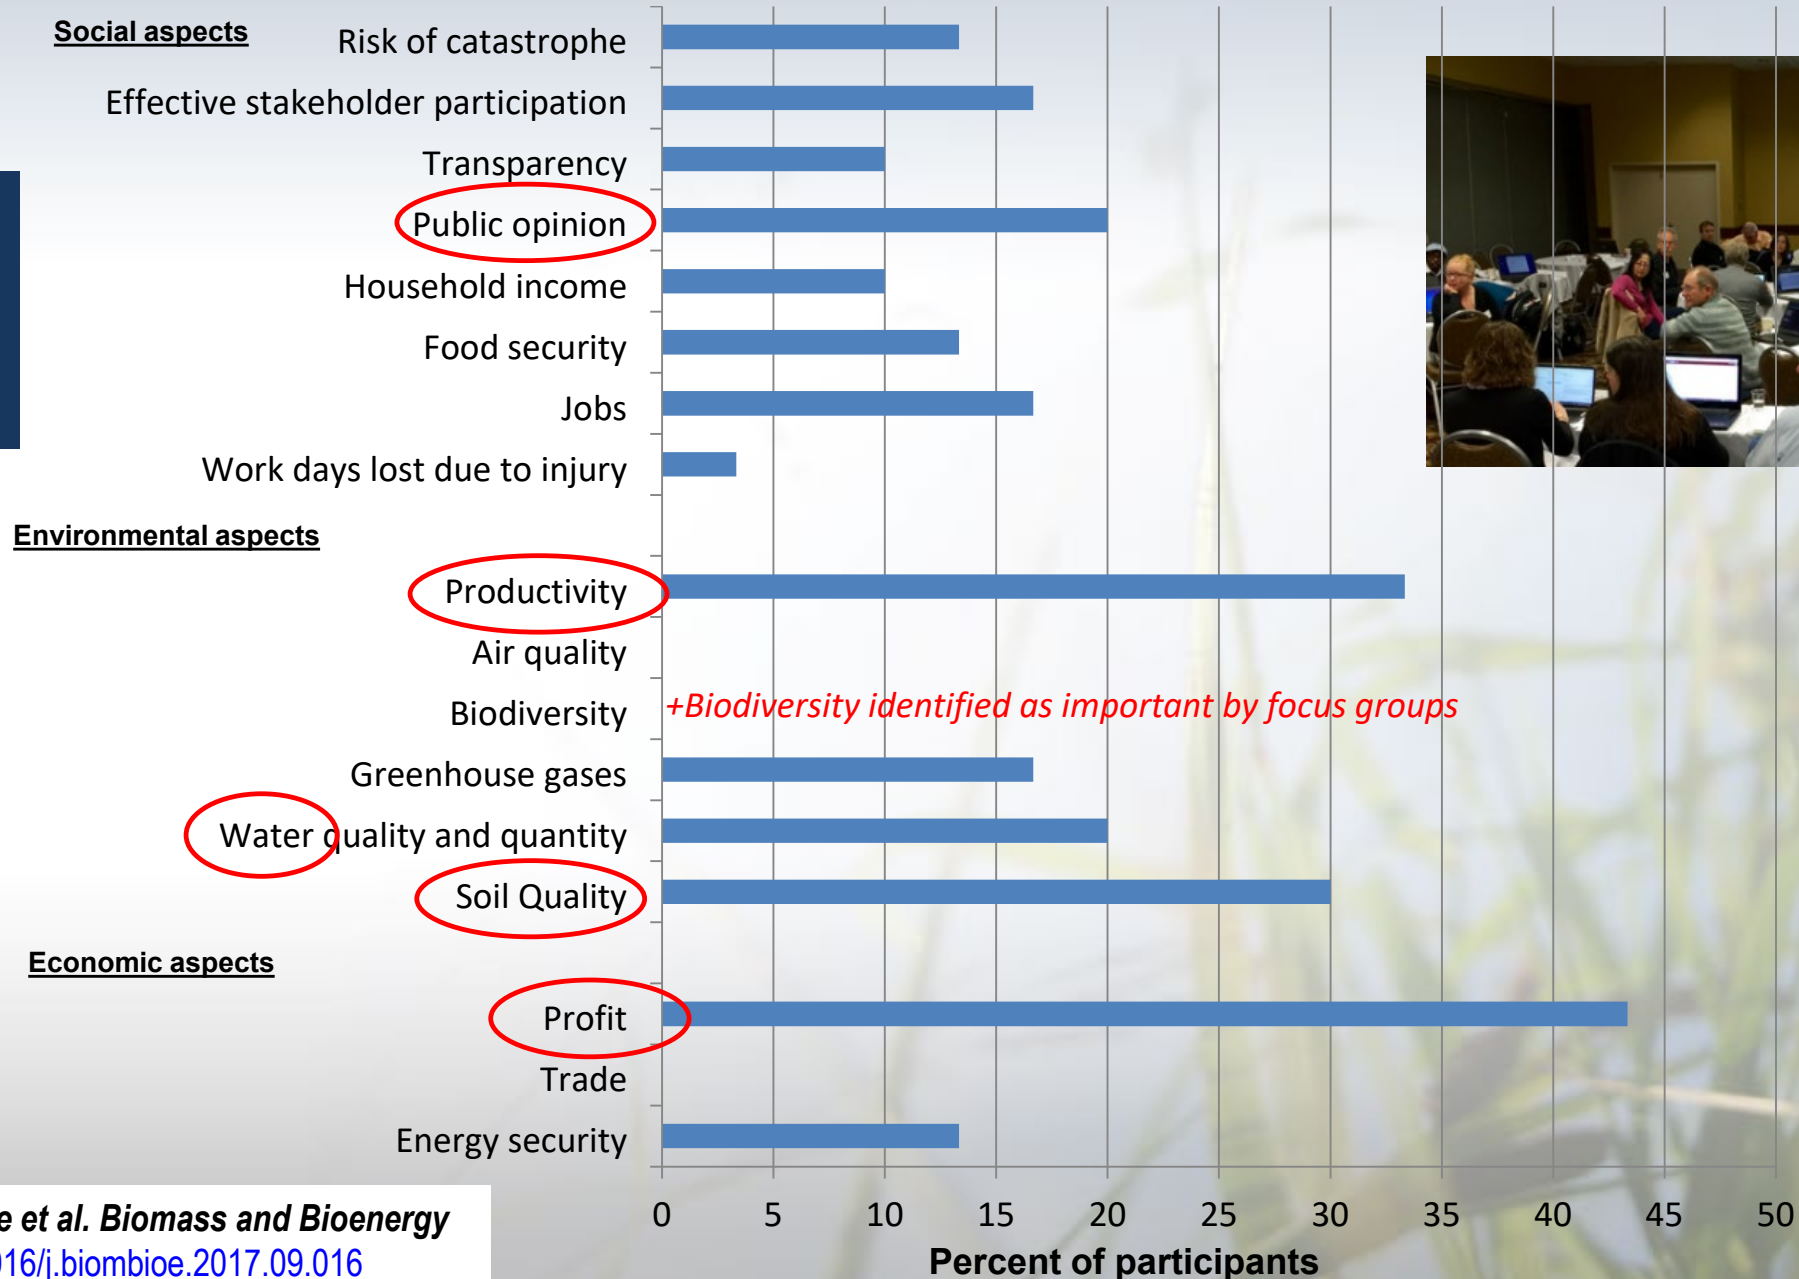 Social aspects
Risk of catastrophe
Effective stakeholder participation
Transparency
Public opinion
Household income
Food security
Jobs
Work days lost due to injury
Environmental aspects
Productivity
Air quality
Biodiversity
+Biodiversity identified as important by focus groups
Greenhouse gases
Water quality and quantity
Soil Quality
Economic aspects
Profit
Trade
Energy security
0 5 10 15 20 25 30 35 40 45 50
Percent of participants
e et al. Biomass and Bioenergy
016/j.biombioe.2017.09.016